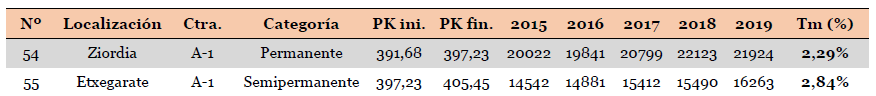 Nº Localización Ctra. Categoría PK ini. PK fin. 2015 2016 2017 2018 2019 Tm (%)
54 Ziordia A-1 Permanente 391,68 397,23 20022 19841 20799 22123 21924 2,29%
55 Etxegarate A-1 Semipermanente 397,23 405,45 14542 14881 15412 15490 16263 2,84%